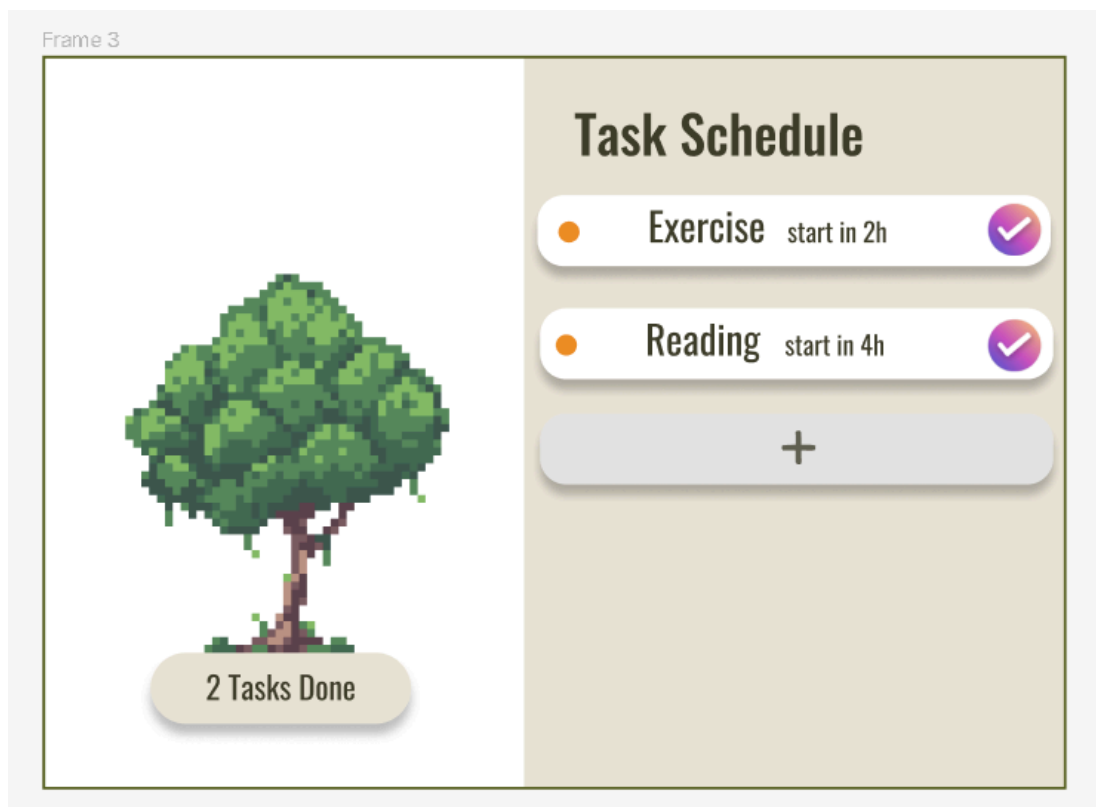 Frame 3
Task Schedule
Exercise start in 2h
Reading start in 4h
+
2 Tasks Done